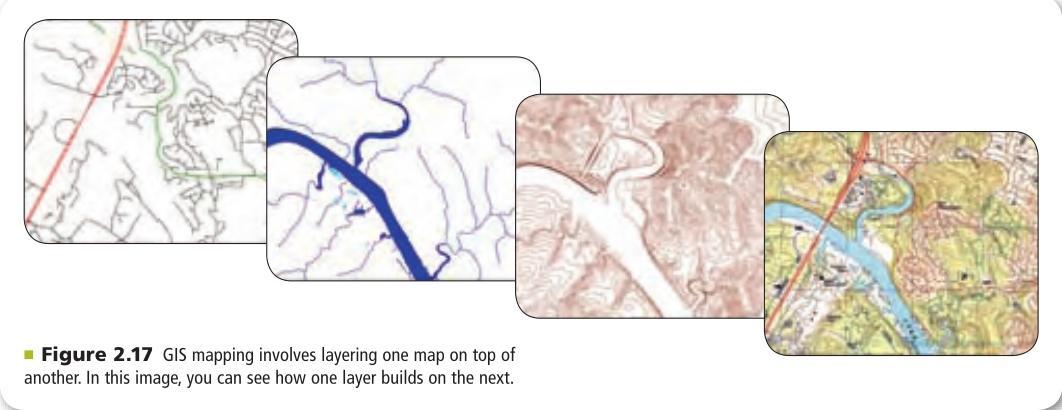 Figure 2.17 GIS mapping involves layering one map on top of
another. In this image, you can see how one layer builds on the next.